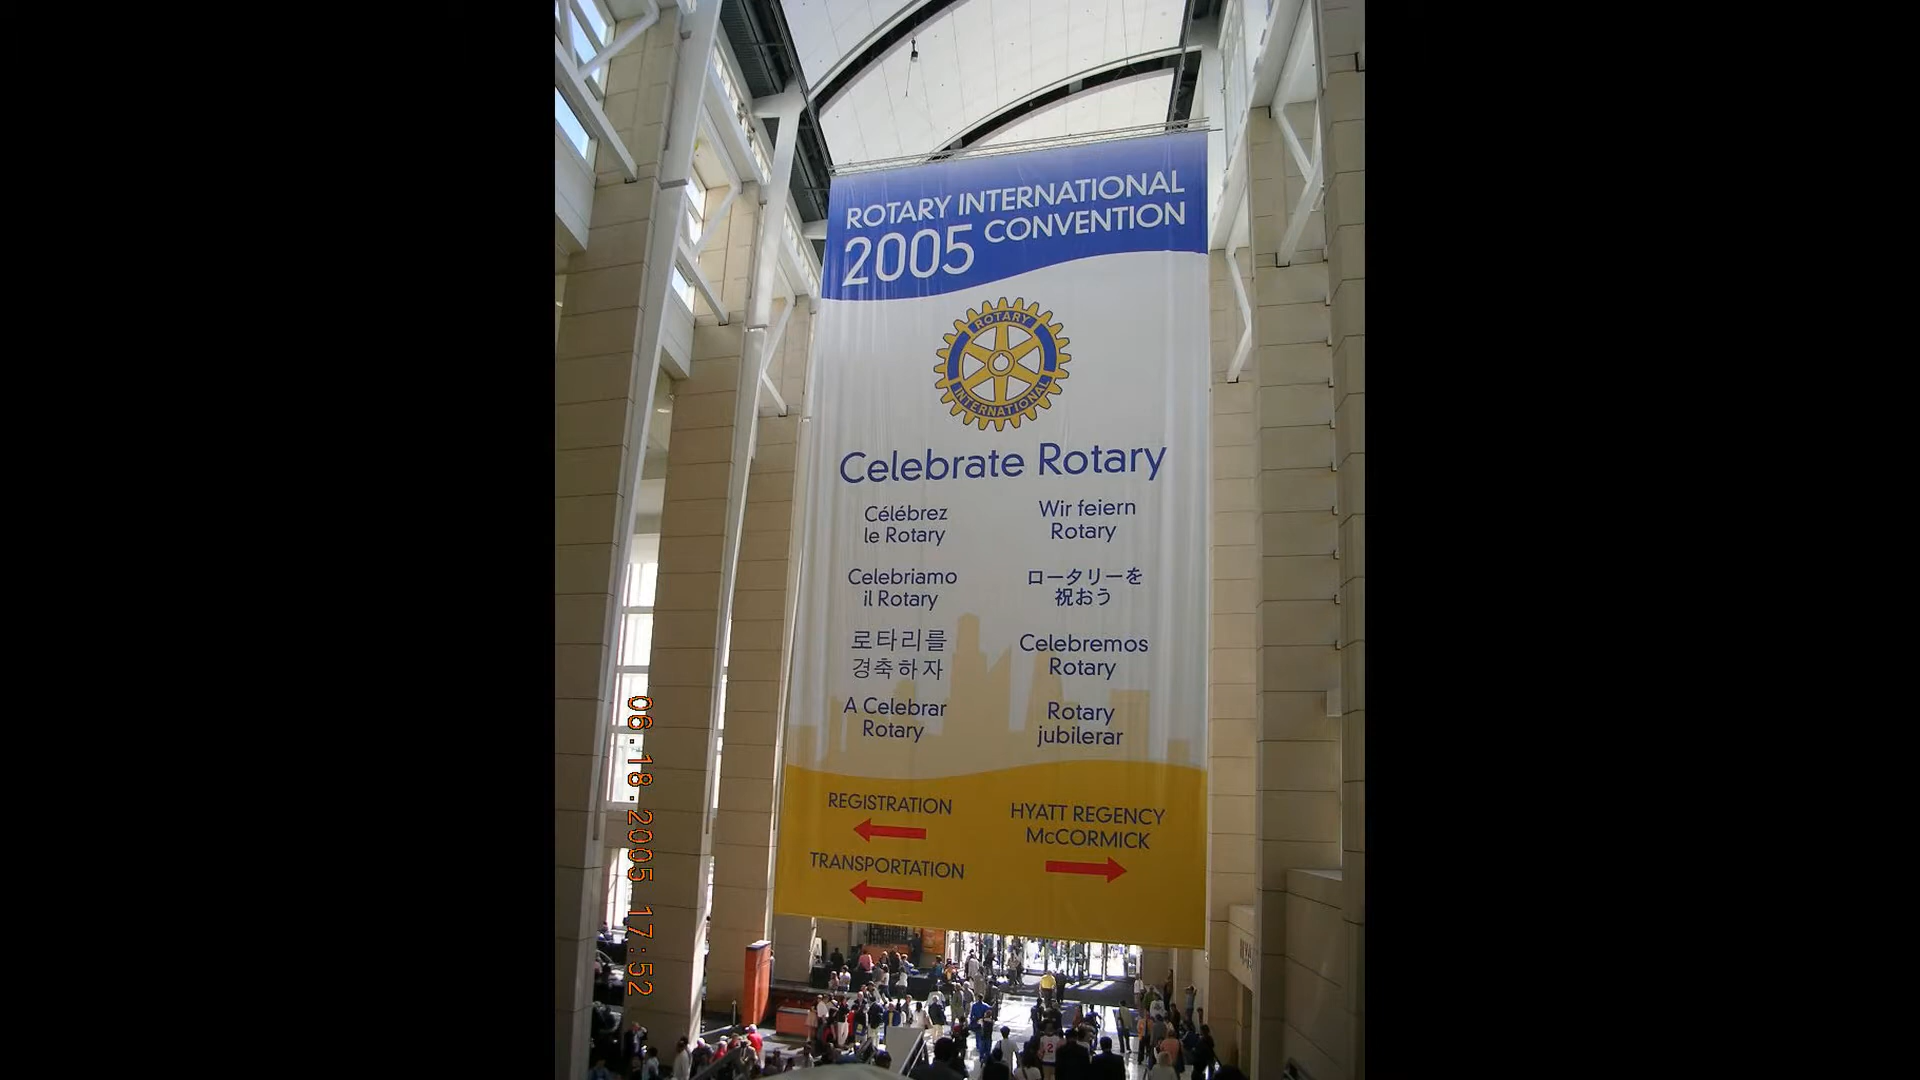 ROTARY INTERNATIONAL
2005 CONVENTION
ROTARY
INTERNATIONAL
Celebrate Rotary
Célébrez
le Rotary
Wir feiern
Rotary
Celebriamo
il Rotary
ロータリーを
祝おう
로타리를
경축하자
Celebremos
Rotary
A Celebrar
Rotary
Rotary
jubilerar
REGISTRATION
TRANSPORTATION
HYATT REGENCY
McCORMICK
06.18.2005 17:52